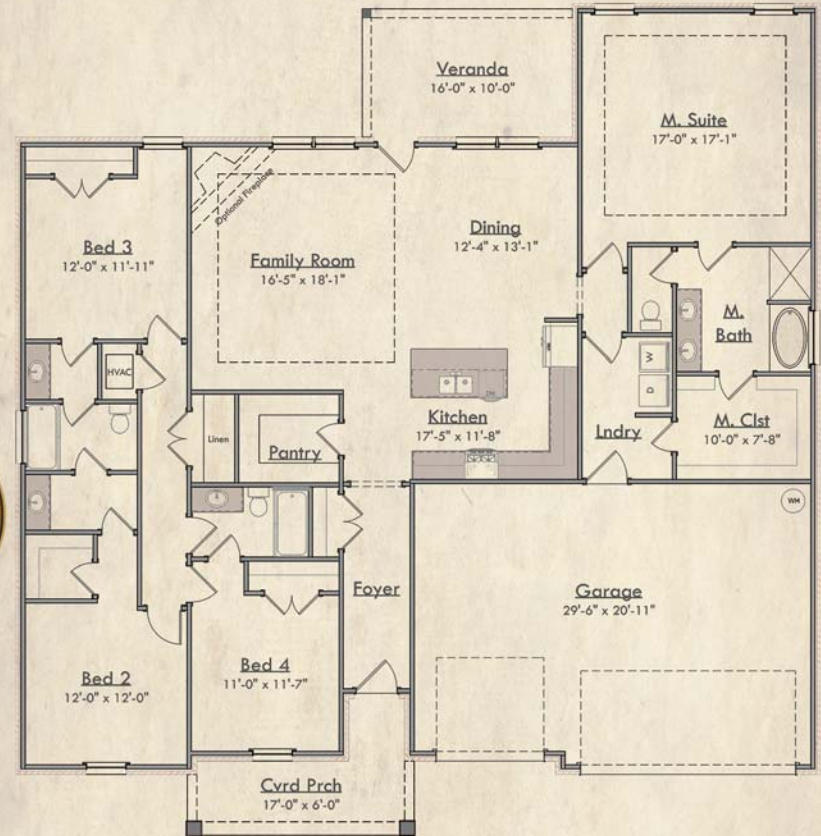 Veranda
16'-0" x 10'-0"
M. Suite
17'-0" x 17'-1"
Optional Fireplace
Bed 3
12'-0" x 11'-11"
Family Room
16'-5" x 18'-1"
Dining
12'-4" x 13'-1"
M.
Bath
HVAC
W
D
Kitchen
17'-5" x 11'-8"
Linen
Pantry
Lndry
M. Clst
10'-0" x 7'-8"
WH
Foyer
Garage
29'-6" x 20'-11"
Bed 2
12'-0" x 12'-0"
Bed 4
11'-0" x 11'-7"
Cvrd Prch
17'-0" x 6'-0"